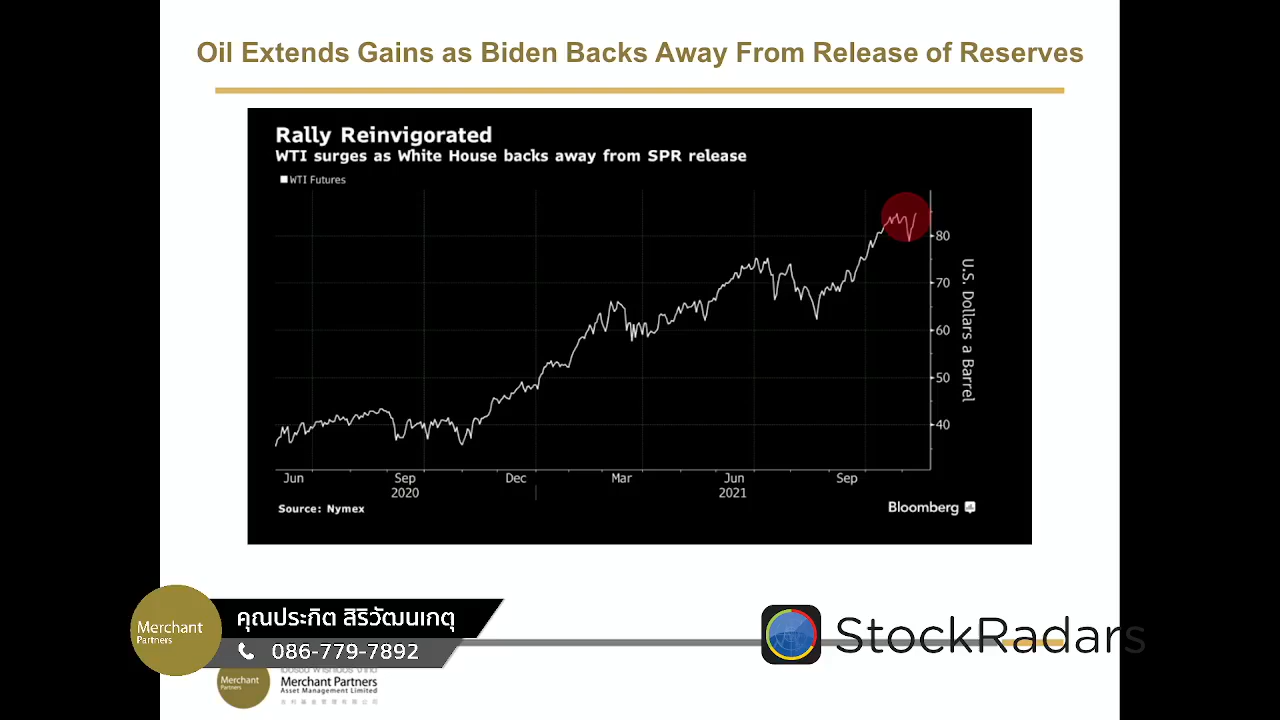 Oil Extends Gains as Biden Backs Away From Release of Reserves
Rally Reinvigorated
WTI surges as White House backs away from SPR release
WTI Futures
80
70
60
50
40
U.S. Dollars a Barrel
Jun Sep Dec Mar Jun Sep
2020 2021
Source: Nymex
Bloomberg
Merchant
Partners
คุณประกิต สิริวัฒนเกตุ
086-779-7892
StockRadars
Merchant
Partners
Merchant Partners
Asset Management Limited